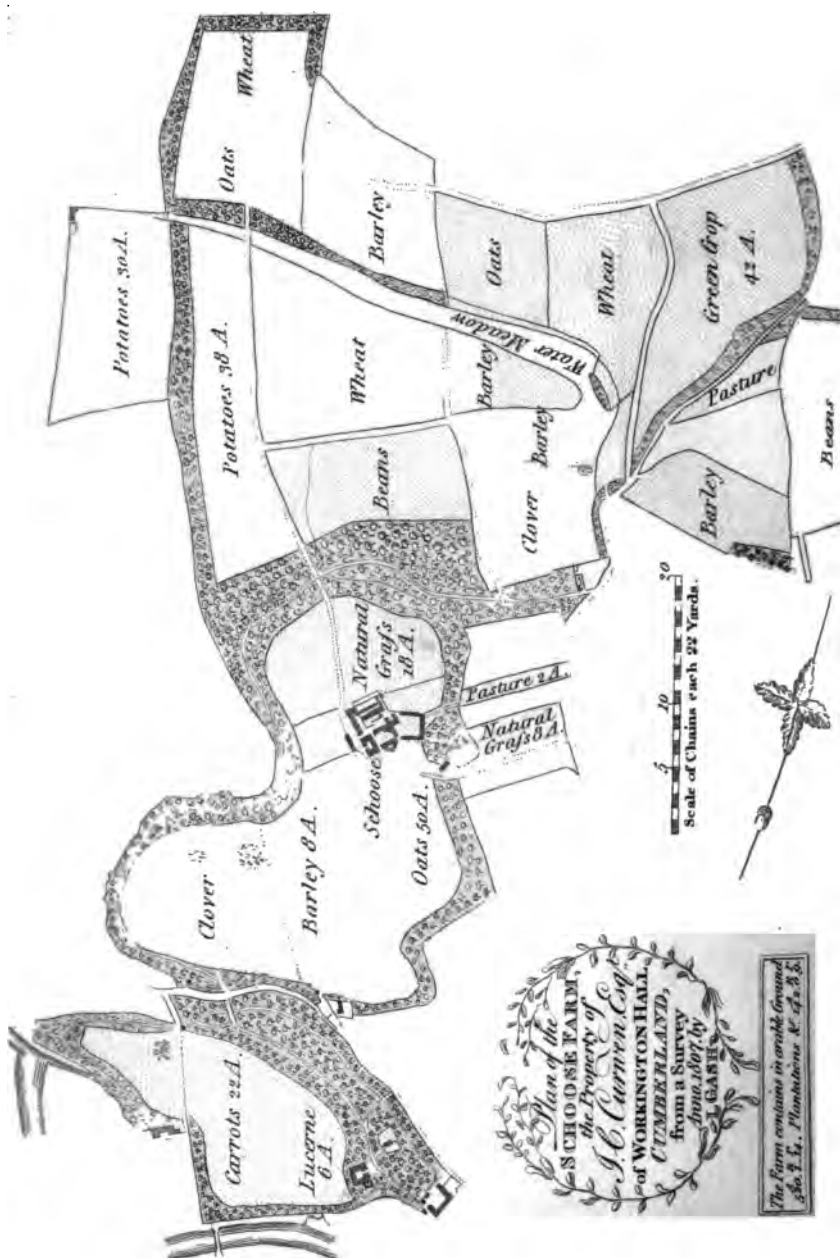 Plan of the
SCHOOSE FARM,
the Property of
J. C. Curwen Esqr.
of WORKINGTON HALL,
CUMBERLAND,
from a Survey
Anno 1807, by
I. GASH.
The Farm contains in arable Ground
A. R. P.
Plantations &c.
Scale of Chains each 22 Yards.
5
10
20
Carrots 22 A.
Lucerne
6 A.
Clover
Barley 8 A.
Oats 50 A.
Schoose
Natural
Graſs
18 A.
Pasture 2 A.
Natural
Graſs 8 A.
Potatoes 30 A.
Potatoes 38 A.
Beans
Clover
Barley
Wheat
Barley
Water Meadow
Oats
Wheat
Barley
Oats
Wheat
Green Crop
42 A.
Pasture
Barley
Beans